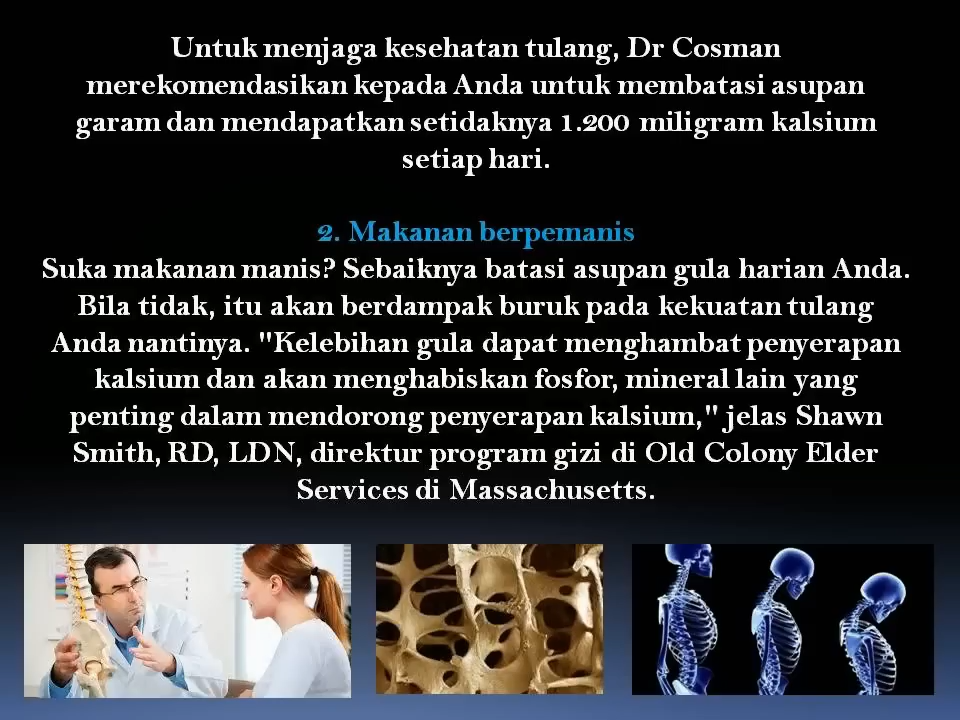 Untuk menjaga kesehatan tulang, Dr Cosman
merekomendasikan kepada Anda untuk membatasi asupan
garam dan mendapatkan setidaknya 1.200 miligram kalsium
setiap hari.
2. Makanan berpemanis
Suka makanan manis? Sebaiknya batasi asupan gula harian Anda.
Bila tidak, itu akan berdampak buruk pada kekuatan tulang
Anda nantinya. "Kelebihan gula dapat menghambat penyerapan
kalsium dan akan menghabiskan fosfor, mineral lain yang
penting dalam mendorong penyerapan kalsium," jelas Shawn
Smith, RD, LDN, direktur program gizi di Old Colony Elder
Services di Massachusetts.